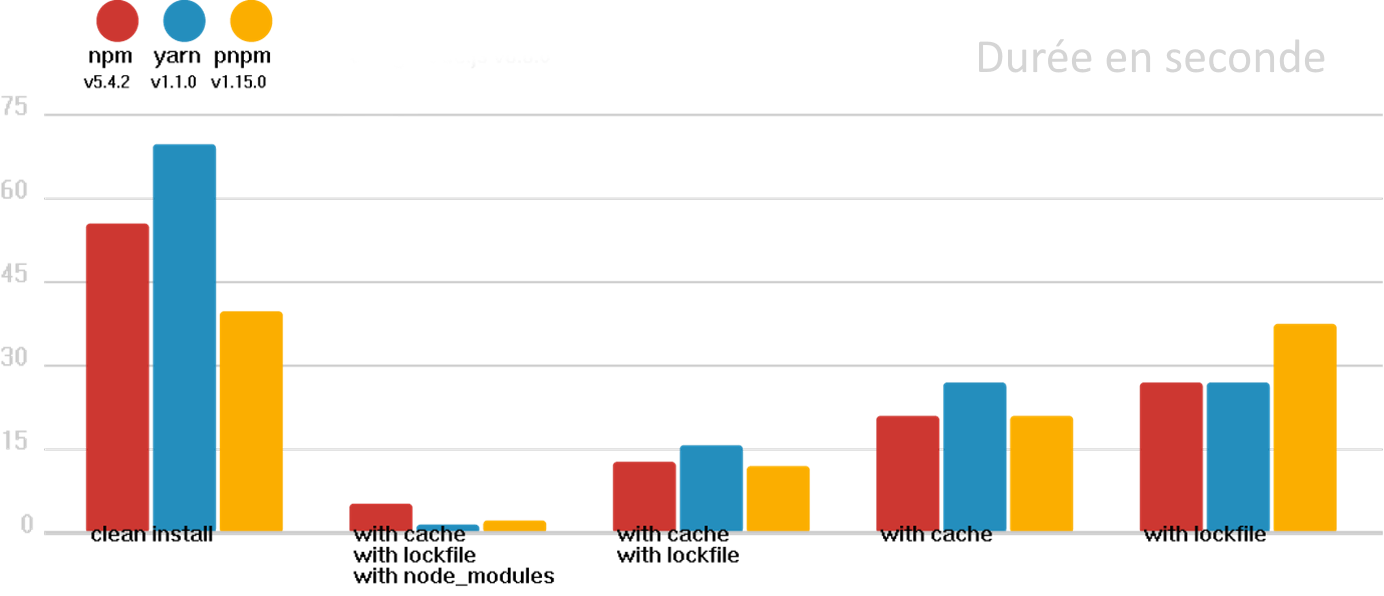 npm yarn pnpm
v5.4.2 v1.1.0 v1.15.0
Durée en seconde
75
60
45
30
15
0
clean install
with cache
with lockfile
with node_modules
with cache
with lockfile
with cache
with lockfile